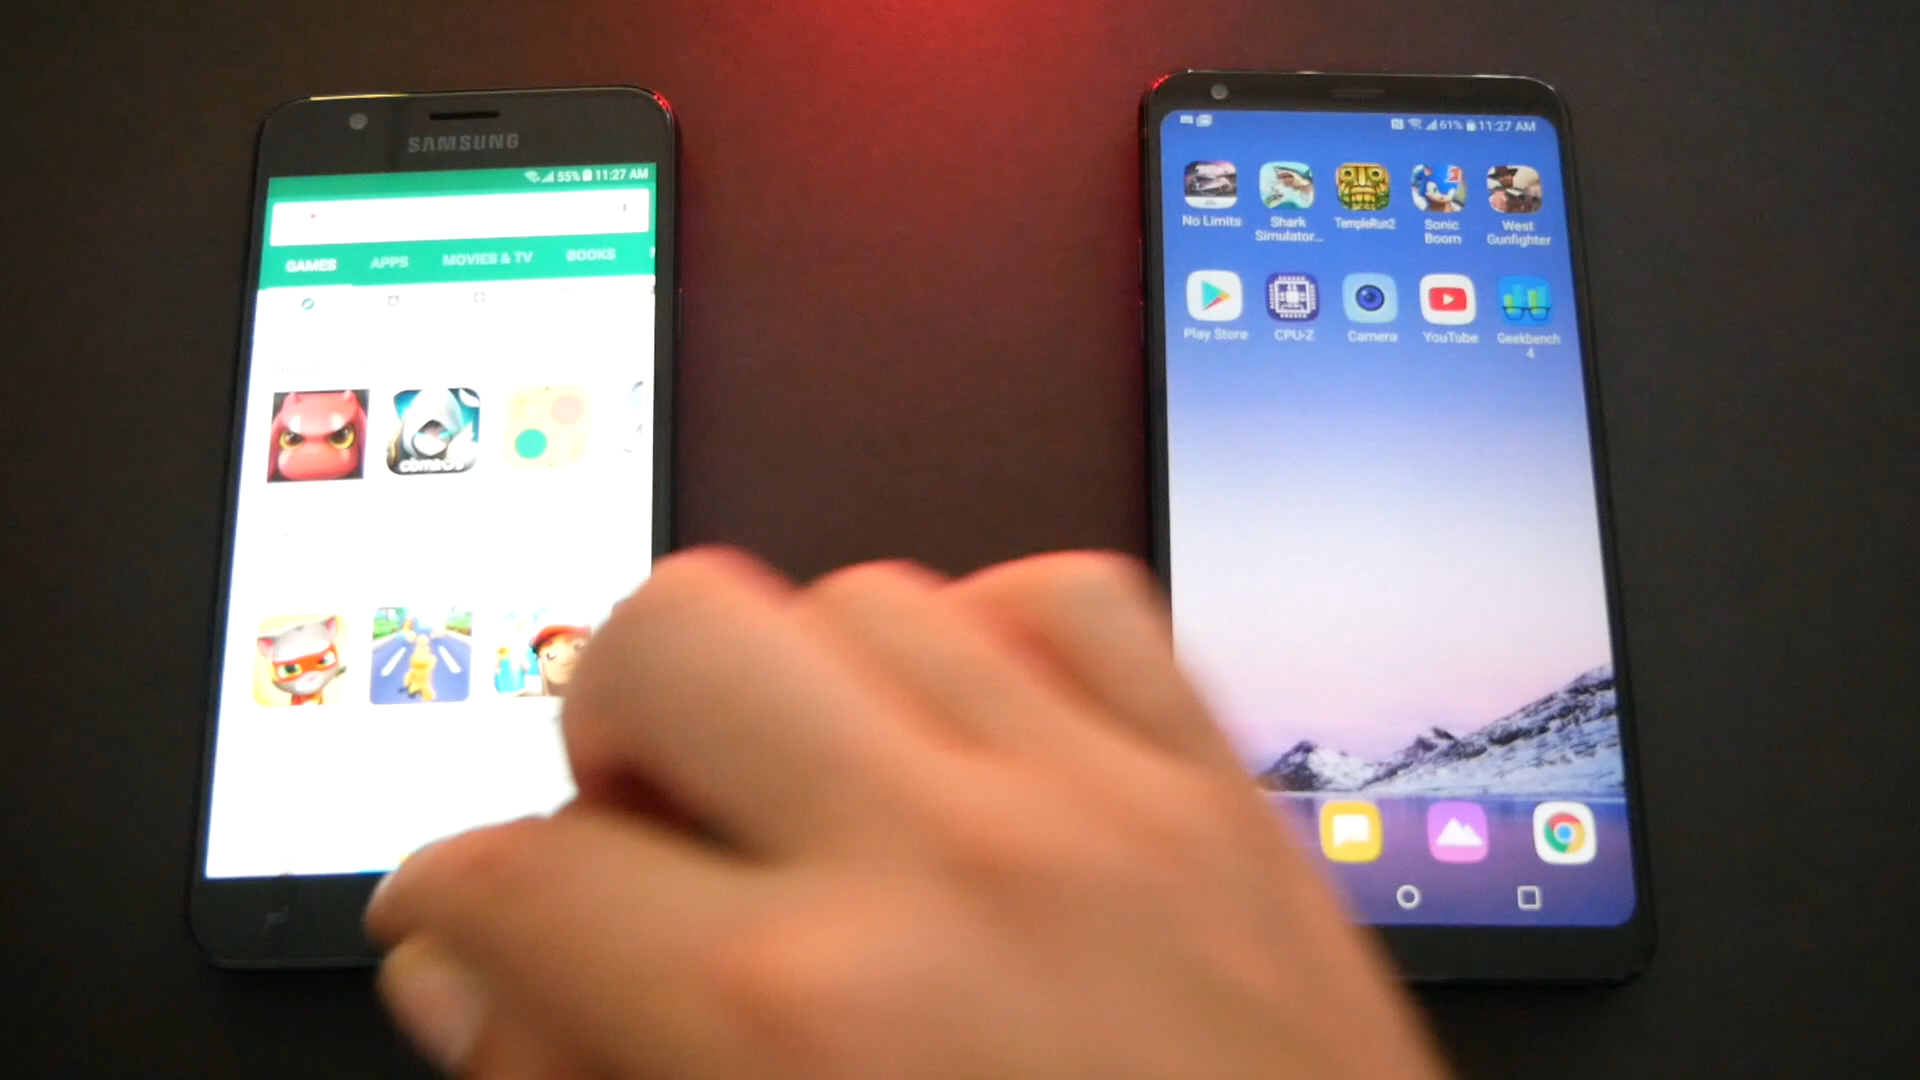 SAMSUNG
55% 11:27 AM
GAMES APPS MOVIES & TV BOOKS
61% 11:27 AM
No Limits
Shark
Simulator...
TempleRun2
Sonic
Boom
West
Gunfighter
Play Store
CPU-Z
Camera
YouTube
Geekbench
4